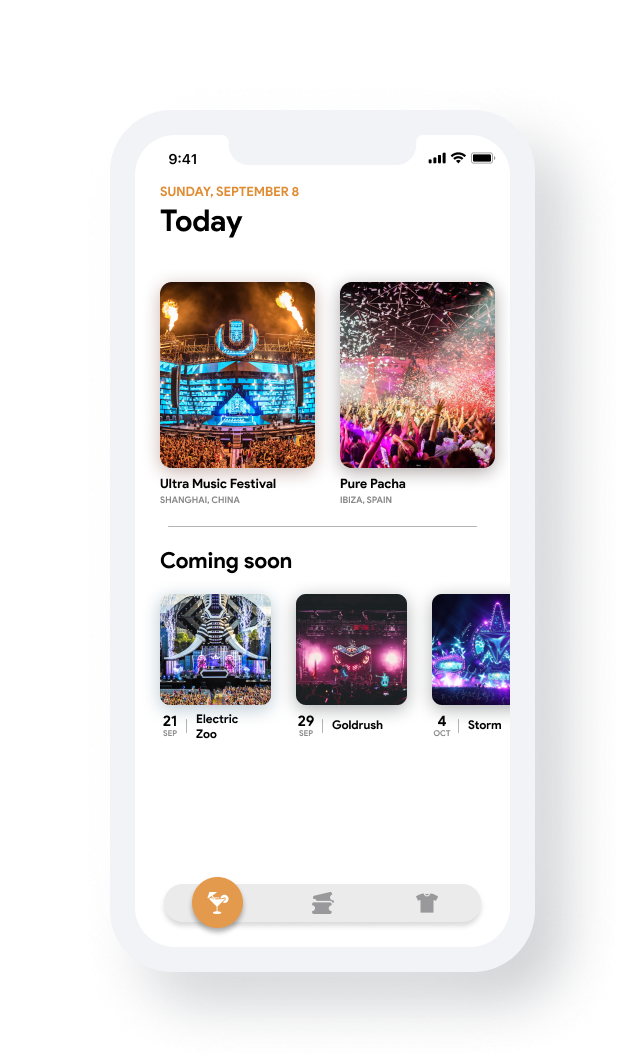 9:41
SUNDAY, SEPTEMBER 8
Today
Ultra Music Festival
SHANGHAI, CHINA
Pure Pacha
IBIZA, SPAIN
Coming soon
21
SEP
Electric
Zoo
29
SEP
Goldrush
4
OCT
Storm